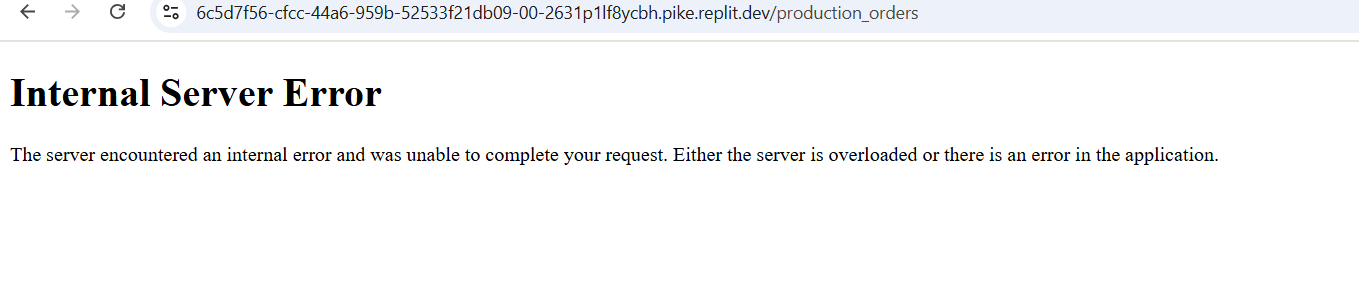 6c5d7f56-cfcc-44a6-959b-52533f21db09-00-2631p1lf8ycbh.pike.replit.dev/production_orders
Internal Server Error
The server encountered an internal error and was unable to complete your request. Either the server is overloaded or there is an error in the application.